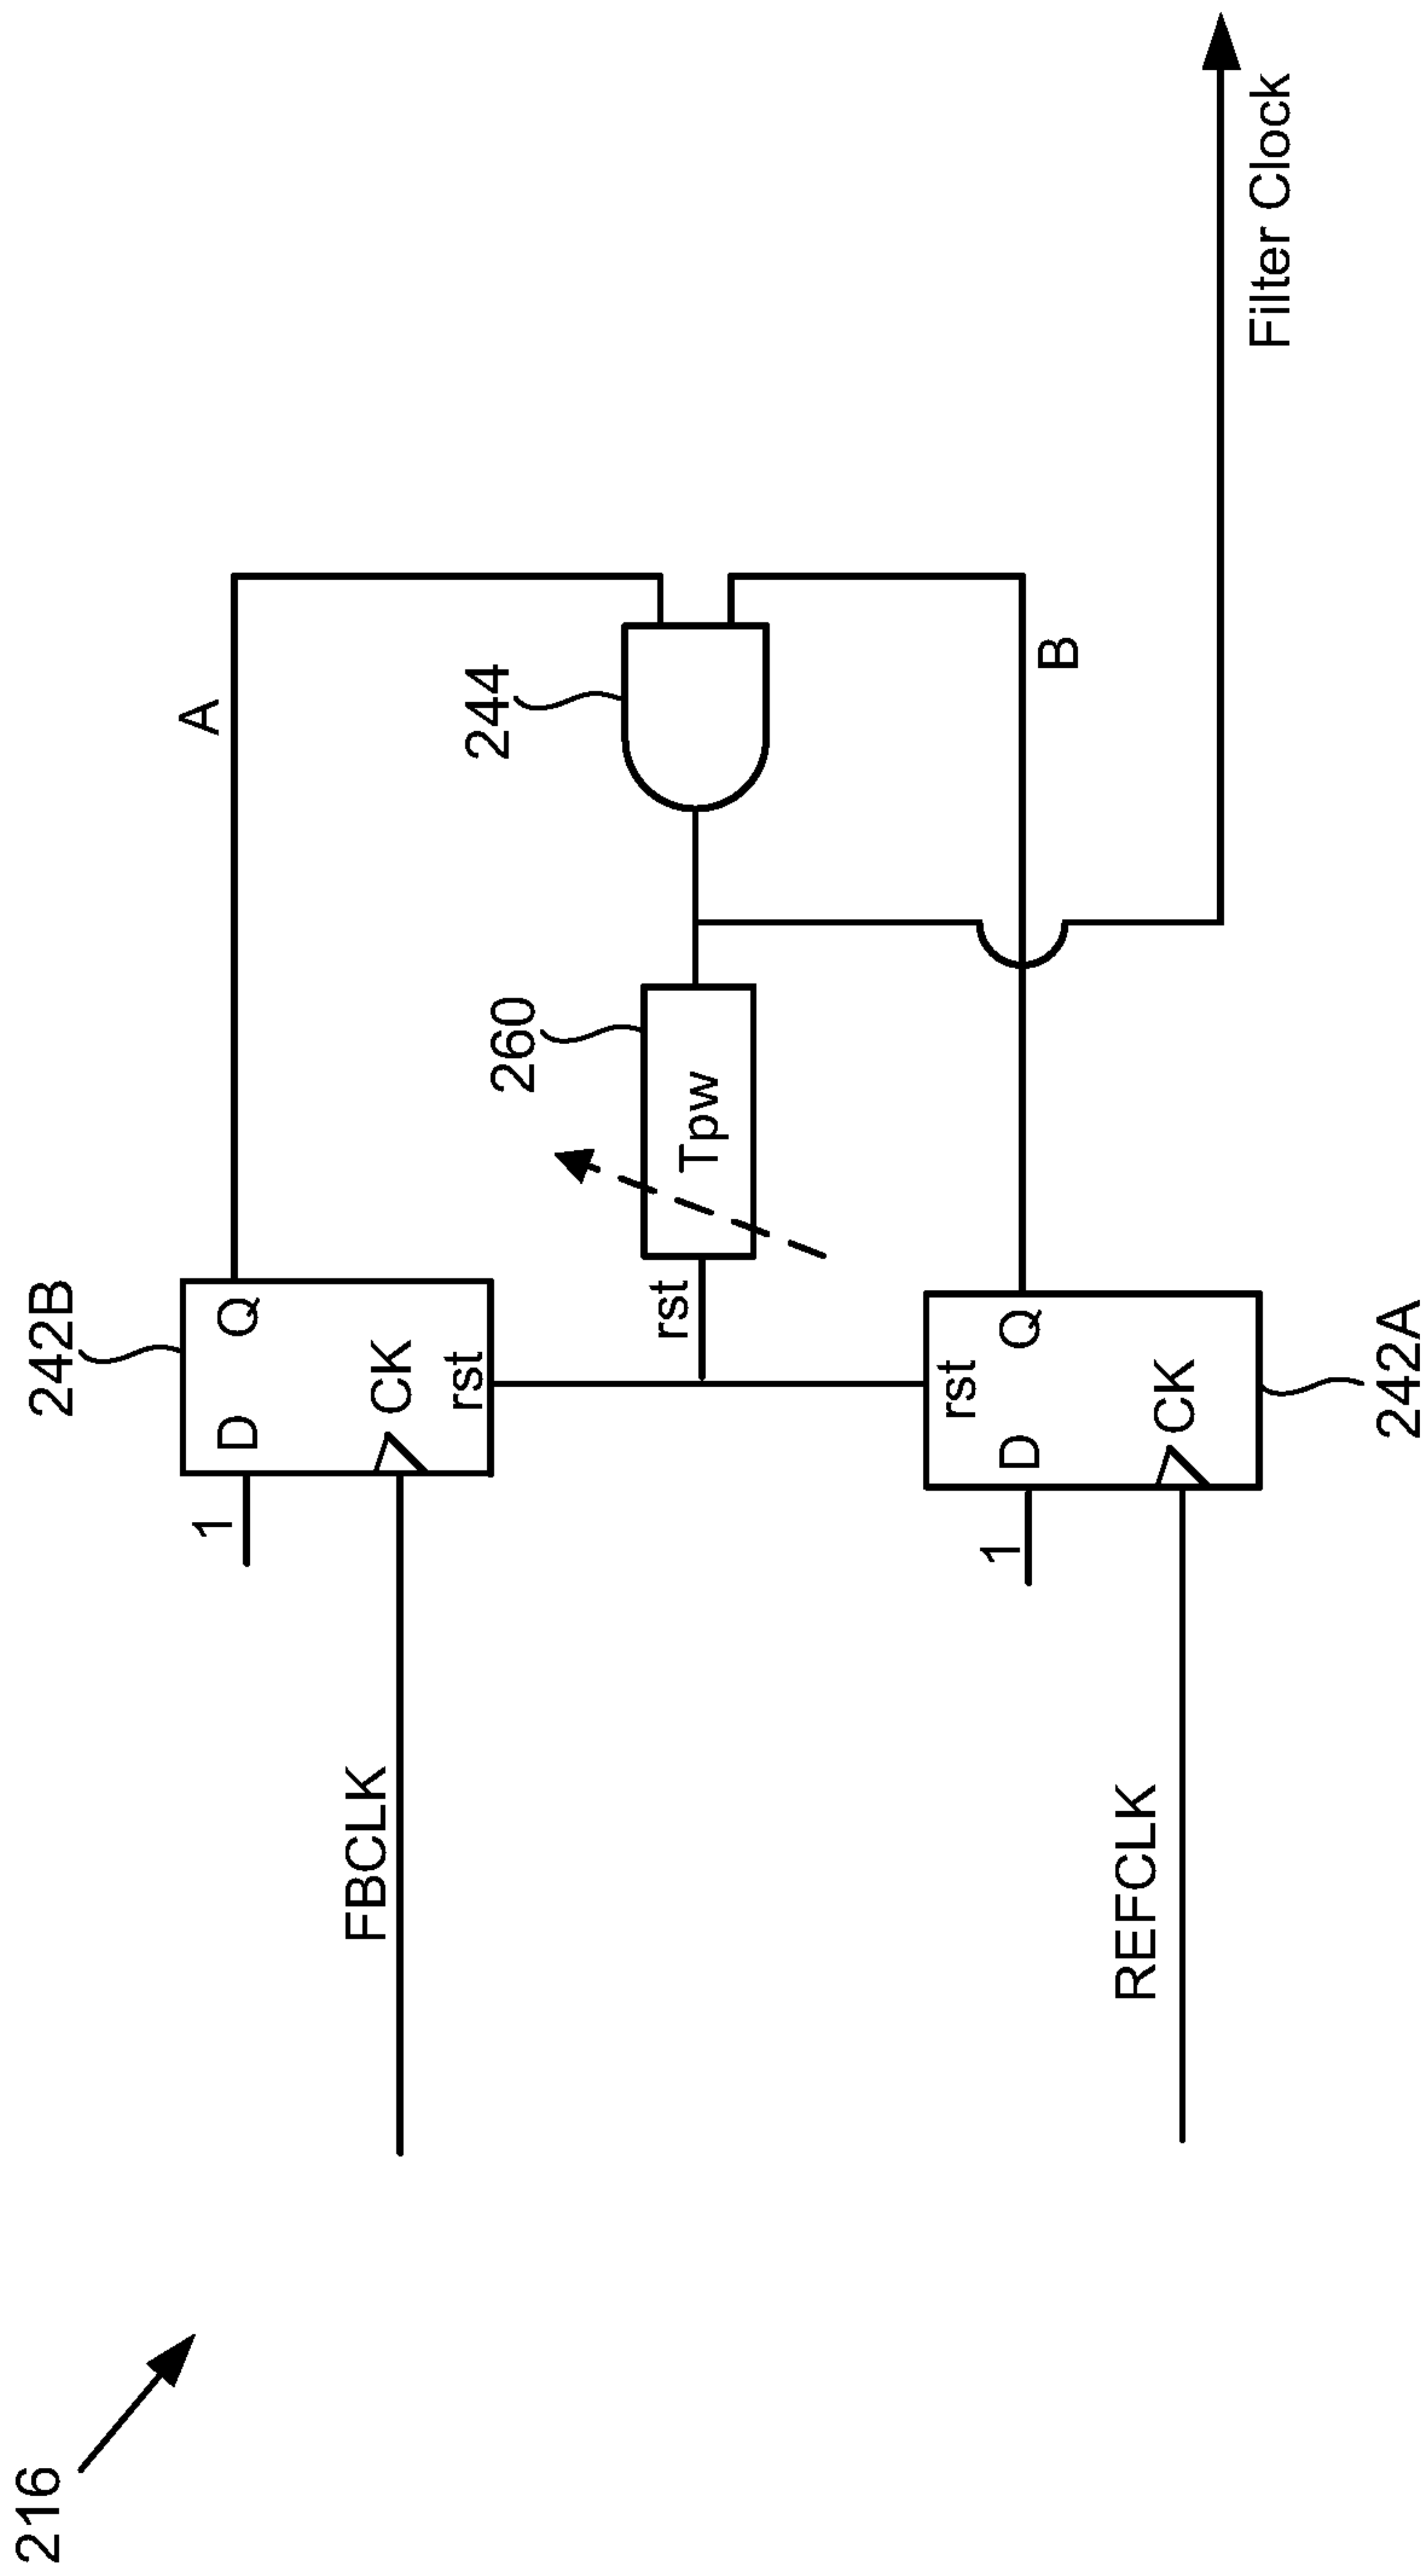 216
FBCLK
REFCLK
242B
1
D
Q
CK
rst
A
260
Tpw
rst
244
B
1
rst
D
Q
CK
242A
Filter Clock